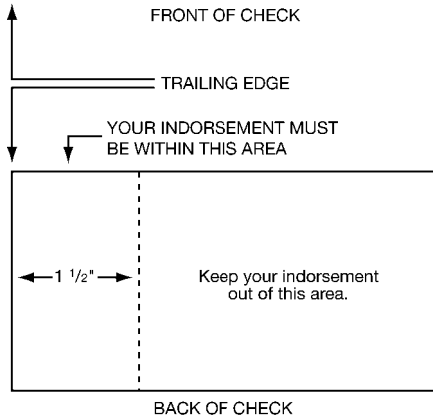 FRONT OF CHECK
TRAILING EDGE
YOUR INDORSEMENT MUST
BE WITHIN THIS AREA
1 1/2"
Keep your indorsement
out of this area.
BACK OF CHECK